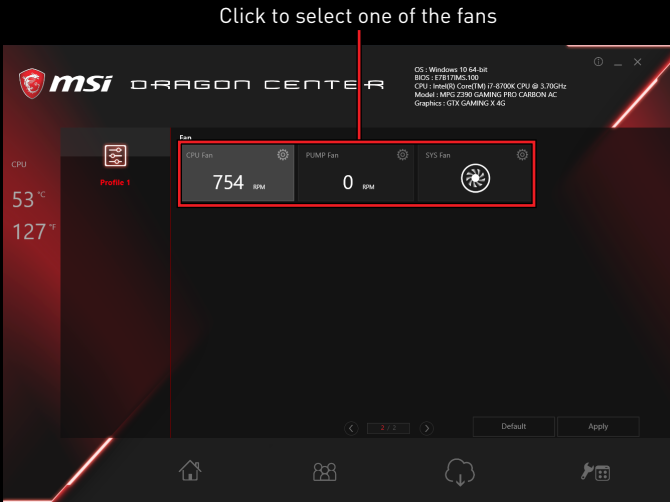 Click to select one of the fans
msi DRAGON CENTER
OS : Windows 10 64-bit
BIOS : E7B17IMS.100
CPU : Intel(R) Core(TM) i7-8700K CPU @ 3.70GHz
Model : MPG Z390 GAMING PRO CARBON AC
Graphics : GTX GAMING X 4G
Fan
CPU Fan
PUMP Fan
SYS Fan
754 RPM
0 RPM
CPU
53 °C
127 °F
Profile 1
2 / 2
Default
Apply